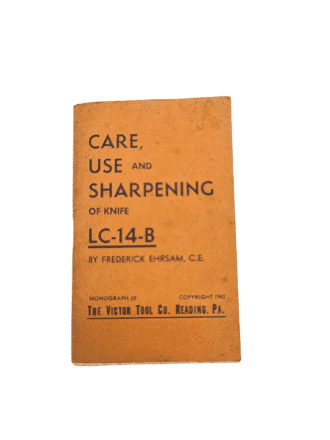 CARE,
USE AND
SHARPENING
OF KNIFE
LC-14-B
BY FREDERICK EHRSAM, C.E.
MONOGRAPH COPYRIGHT 1942
THE VICTOR TOOL CO. READING, PA.